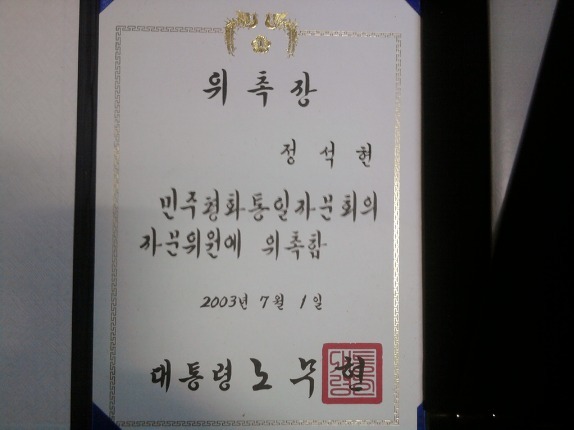 위촉장
정석현
민주평화통일자문회의
자문위원에 위촉함
2003년 7월 1일
대통령 노무현